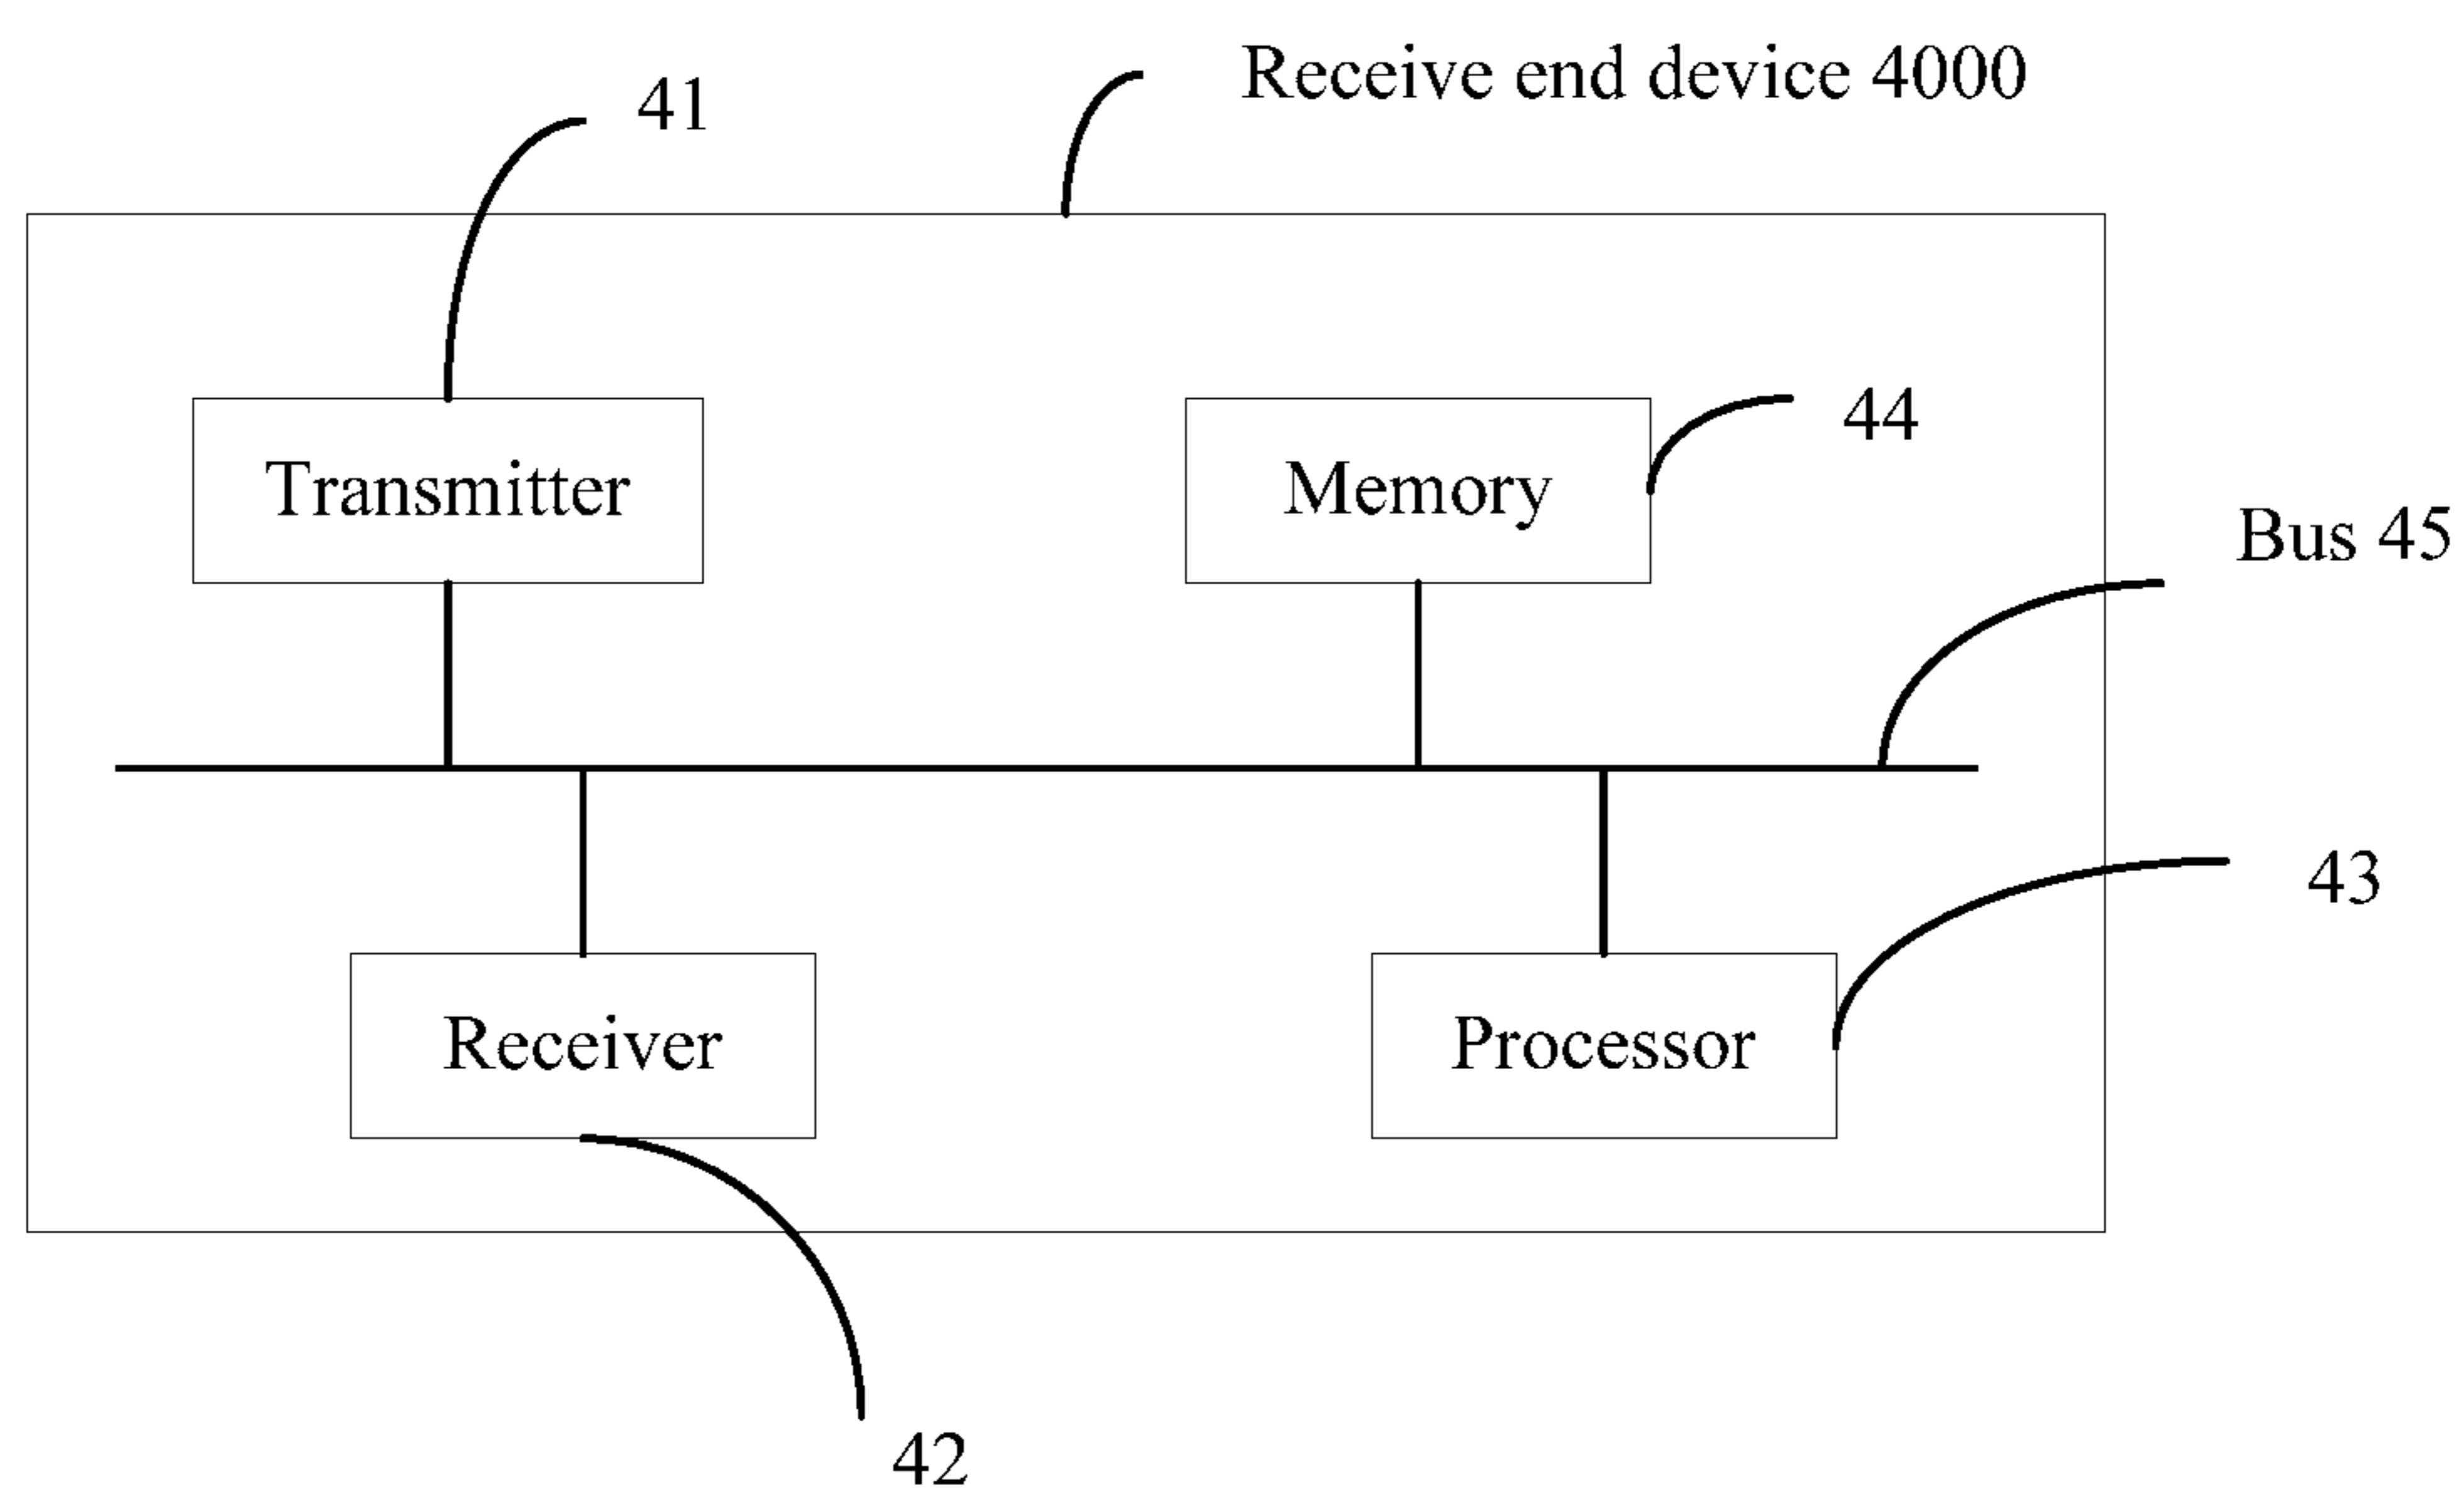 Receive end device 4000
41
44
Transmitter
Memory
Bus 45
43
Receiver
Processor
42